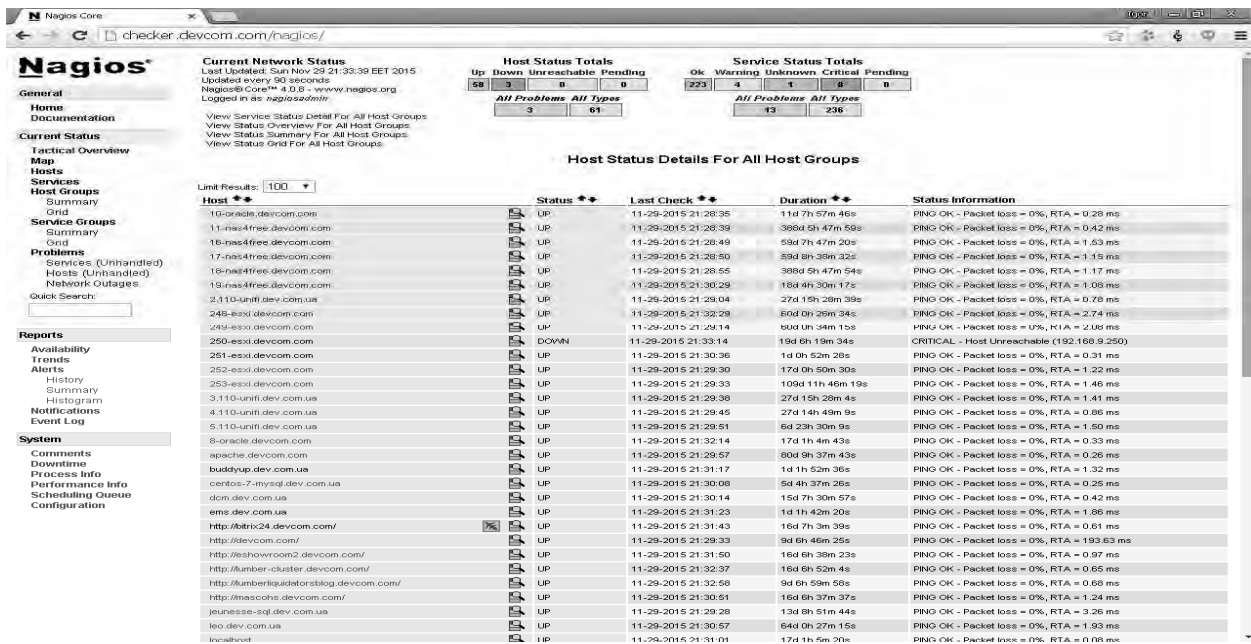 Nagios Core
checker.devcom.com/nagios/
Nagios®
General
Home
Documentation
Current Status
Tactical Overview
Map
Hosts
Services
Host Groups
Summary
Grid
Service Groups
Summary
Grid
Problems
Services (Unhandled)
Hosts (Unhandled)
Network Outages
Quick Search:
Reports
Availability
Trends
Alerts
History
Summary
Histogram
Notifications
Event Log
System
Comments
Downtime
Process Info
Performance Info
Scheduling Queue
Configuration
Current Network Status
Last Updated: Sun Nov 29 21:33:39 EET 2015
Updated every 90 seconds
Nagios® Core™ 4.0.8 - www.nagios.org
Logged in as nagiosadmin
View Service Status Detail For All Host Groups
View Status Overview For All Host Groups
View Status Summary For All Host Groups
View Status Grid For All Host Groups
Host Status Totals
Up Down Unreachable Pending
58 3 0 0
All Problems All Types
3 61
Service Status Totals
Ok Warning Unknown Critical Pending
223 4 1 8 0
All Problems All Types
13 236
Host Status Details For All Host Groups
Limit Results: 100
Host Status Last Check Duration Status Information
10-oracle.devcom.com UP 11-29-2015 21:28:35 11d 7h 57m 46s PING OK - Packet loss = 0%, RTA = 0.28 ms
11-nas4free.devcom.com UP 11-29-2015 21:28:39 388d 5h 47m 59s PING OK - Packet loss = 0%, RTA = 0.42 ms
16-nas4free.devcom.com UP 11-29-2015 21:28:49 59d 7h 47m 20s PING OK - Packet loss = 0%, RTA = 1.53 ms
17-nas4free.devcom.com UP 11-29-2015 21:28:50 59d 8h 38m 32s PING OK - Packet loss = 0%, RTA = 1.15 ms
18-nas4free.devcom.com UP 11-29-2015 21:28:55 388d 5h 47m 54s PING OK - Packet loss = 0%, RTA = 1.17 ms
19-nas4free.devcom.com UP 11-29-2015 21:30:29 18d 4h 30m 17s PING OK - Packet loss = 0%, RTA = 1.08 ms
2.110-unifi.dev.com.ua UP 11-29-2015 21:29:04 27d 15h 28m 39s PING OK - Packet loss = 0%, RTA = 0.78 ms
248-esxi.devcom.com UP 11-29-2015 21:32:29 60d 0h 26m 34s PING OK - Packet loss = 0%, RTA = 2.74 ms
249-esxi.devcom.com UP 11-29-2015 21:29:14 60d 0h 34m 15s PING OK - Packet loss = 0%, RTA = 2.08 ms
250-esxi.devcom.com DOWN 11-29-2015 21:33:14 19d 6h 19m 34s CRITICAL - Host Unreachable (192.168.9.250)
251-esxi.devcom.com UP 11-29-2015 21:30:36 1d 0h 52m 28s PING OK - Packet loss = 0%, RTA = 0.31 ms
252-esxi.devcom.com UP 11-29-2015 21:29:30 17d 0h 50m 30s PING OK - Packet loss = 0%, RTA = 1.22 ms
253-esxi.devcom.com UP 11-29-2015 21:29:33 109d 11h 46m 19s PING OK - Packet loss = 0%, RTA = 1.46 ms
3.110-unifi.dev.com.ua UP 11-29-2015 21:29:38 27d 15h 28m 4s PING OK - Packet loss = 0%, RTA = 1.41 ms
4.110-unifi.dev.com.ua UP 11-29-2015 21:29:45 27d 14h 49m 9s PING OK - Packet loss = 0%, RTA = 0.86 ms
5.110-unifi.dev.com.ua UP 11-29-2015 21:29:51 6d 23h 30m 9s PING OK - Packet loss = 0%, RTA = 1.50 ms
8-oracle.devcom.com UP 11-29-2015 21:32:14 17d 1h 4m 43s PING OK - Packet loss = 0%, RTA = 0.33 ms
apache.devcom.com UP 11-29-2015 21:29:57 80d 9h 37m 43s PING OK - Packet loss = 0%, RTA = 0.26 ms
buddyup.dev.com.ua UP 11-29-2015 21:31:17 1d 1h 52m 36s PING OK - Packet loss = 0%, RTA = 1.32 ms
centos-7-mysql.dev.com.ua UP 11-29-2015 21:30:08 5d 4h 37m 26s PING OK - Packet loss = 0%, RTA = 0.25 ms
dcm.dev.com.ua UP 11-29-2015 21:30:14 15d 7h 30m 57s PING OK - Packet loss = 0%, RTA = 0.42 ms
ems.dev.com.ua UP 11-29-2015 21:31:23 1d 1h 42m 20s PING OK - Packet loss = 0%, RTA = 1.86 ms
http://bitrix24.devcom.com/ UP 11-29-2015 21:31:43 16d 7h 3m 39s PING OK - Packet loss = 0%, RTA = 0.61 ms
http://devcom.com/ UP 11-29-2015 21:29:33 9d 6h 46m 25s PING OK - Packet loss = 0%, RTA = 193.63 ms
http://eshowroom2.devcom.com/ UP 11-29-2015 21:31:50 16d 6h 38m 23s PING OK - Packet loss = 0%, RTA = 0.97 ms
http://lumber-cluster.devcom.com/ UP 11-29-2015 21:32:37 16d 6h 52m 4s PING OK - Packet loss = 0%, RTA = 0.65 ms
http://lumberliquidatorsblog.devcom.com/ UP 11-29-2015 21:32:58 9d 6h 59m 58s PING OK - Packet loss = 0%, RTA = 0.68 ms
http://mascohs.devcom.com/ UP 11-29-2015 21:30:51 16d 6h 37m 37s PING OK - Packet loss = 0%, RTA = 1.24 ms
jeunesse-sql.dev.com.ua UP 11-29-2015 21:29:28 13d 8h 51m 44s PING OK - Packet loss = 0%, RTA = 3.26 ms
leo.dev.com.ua UP 11-29-2015 21:30:57 64d 0h 27m 15s PING OK - Packet loss = 0%, RTA = 1.93 ms
localhost UP 11-29-2015 21:31:01 17d 1h 5m 20s PING OK - Packet loss = 0%, RTA = 0.06 ms